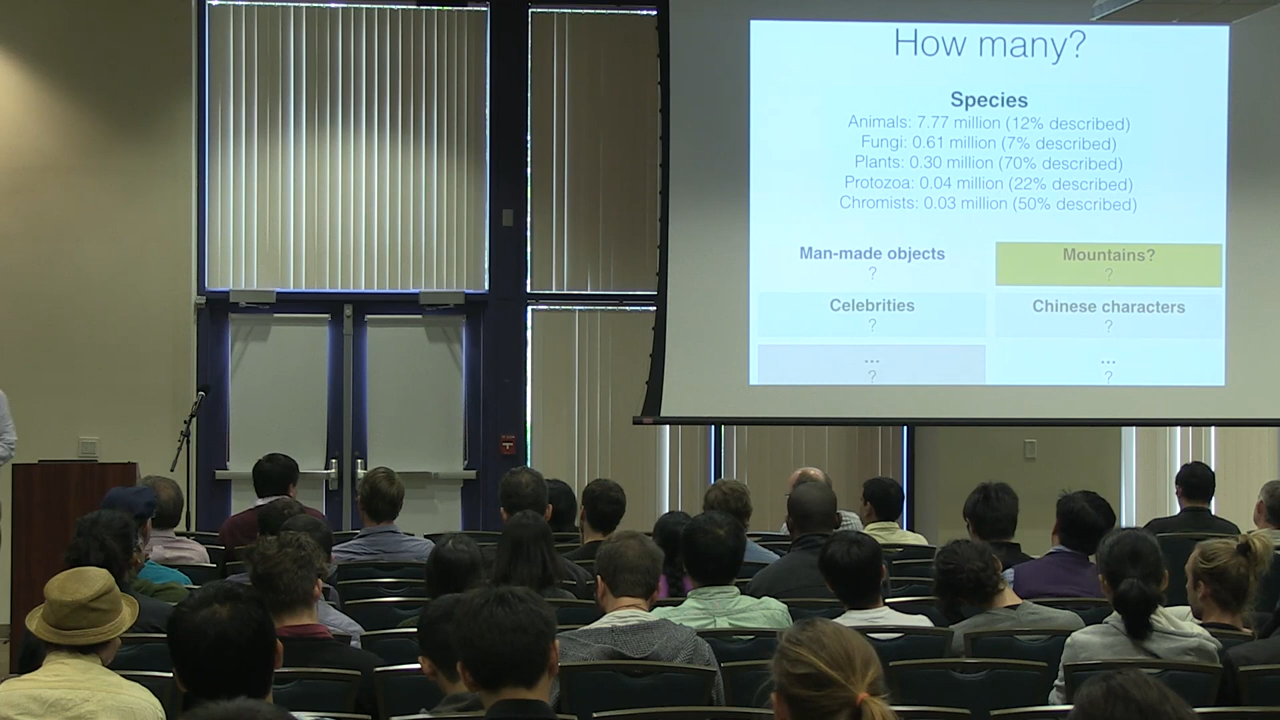 How many?
Species
Animals: 7.77 million (12% described)
Fungi: 0.61 million (7% described)
Plants: 0.30 million (70% described)
Protozoa: 0.04 million (22% described)
Chromists: 0.03 million (50% described)
Man-made objects
?
Mountains?
?
Celebrities
?
Chinese characters
?
...
?
...
?